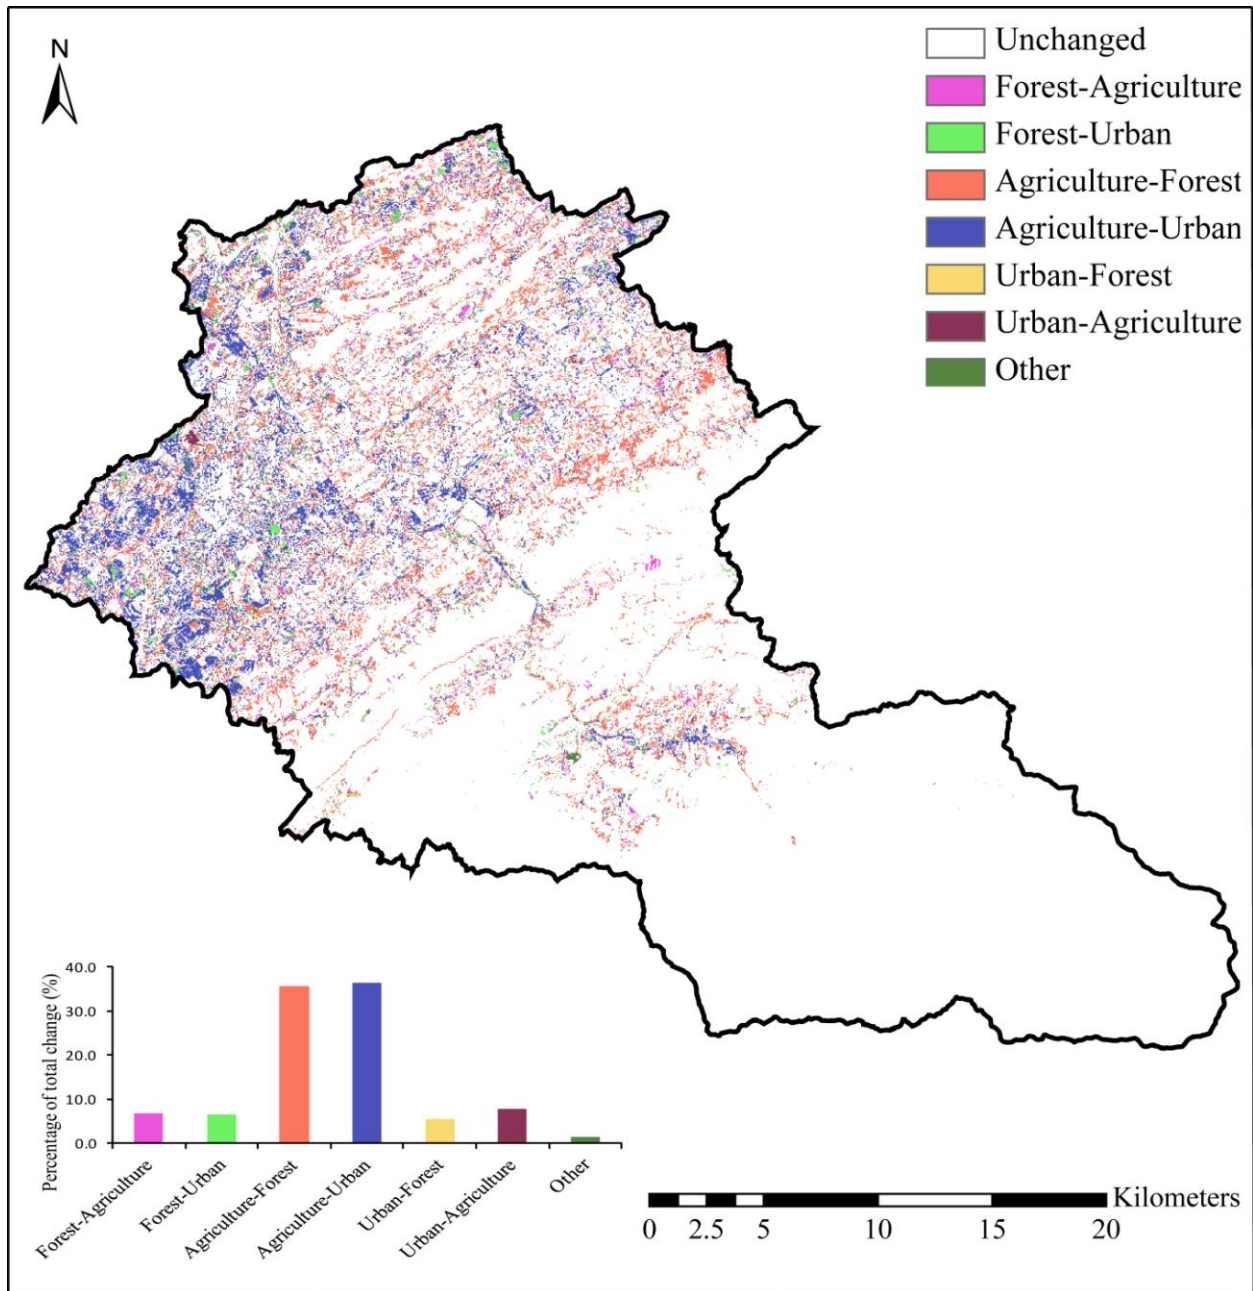 N
Unchanged
Forest-Agriculture
Forest-Urban
Agriculture-Forest
Agriculture-Urban
Urban-Forest
Urban-Agriculture
Other
Percentage of total change (%)
40.0
30.0
20.0
10.0
0.0
Forest-Agriculture
Forest-Urban
Agriculture-Forest
Agriculture-Urban
Urban-Forest
Urban-Agriculture
Other
Kilometers
0 2.5 5 10 15 20